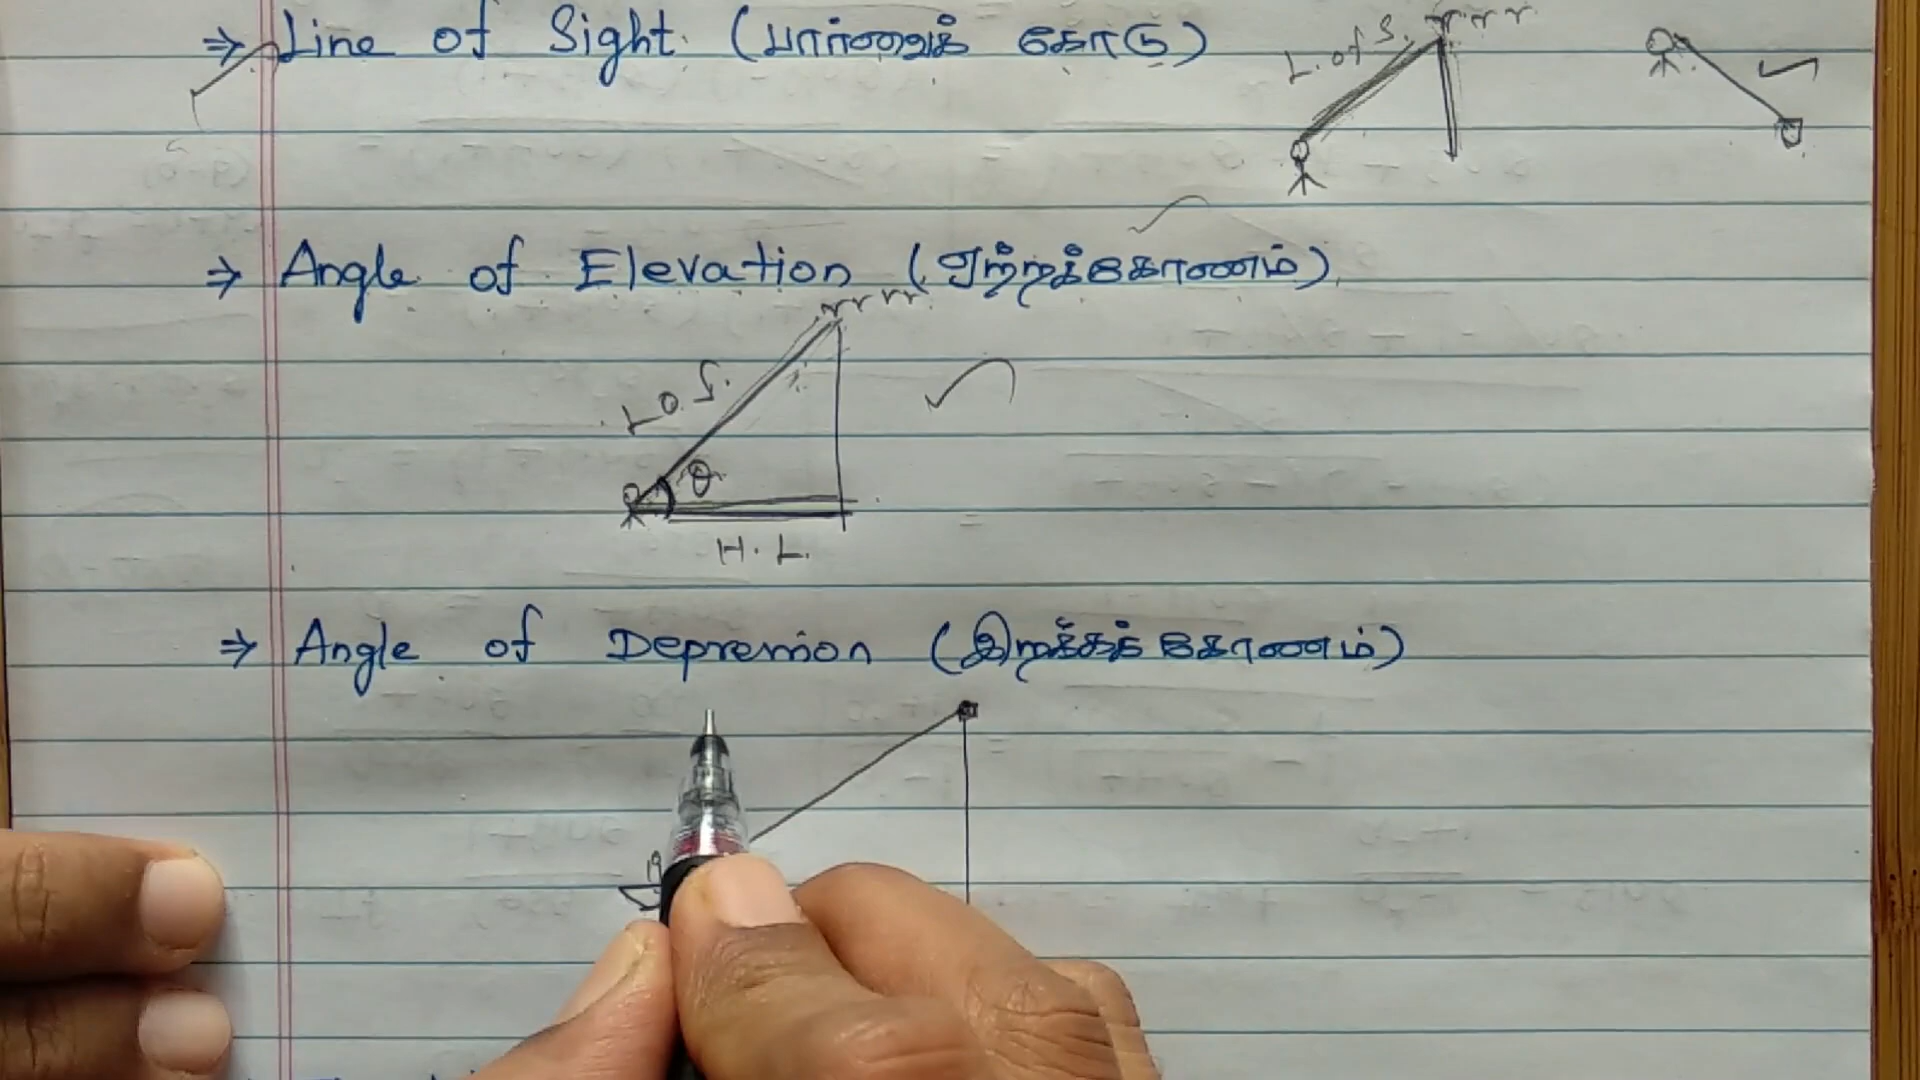 ⇒ Line of Sight (பார்வைக் கோடு)
L. of S.
⇒ Angle of Elevation (ஏற்றக்கோணம்)
L.O.S.
θ
H.L.
⇒ Angle of Depression (இறக்கக் கோணம்)